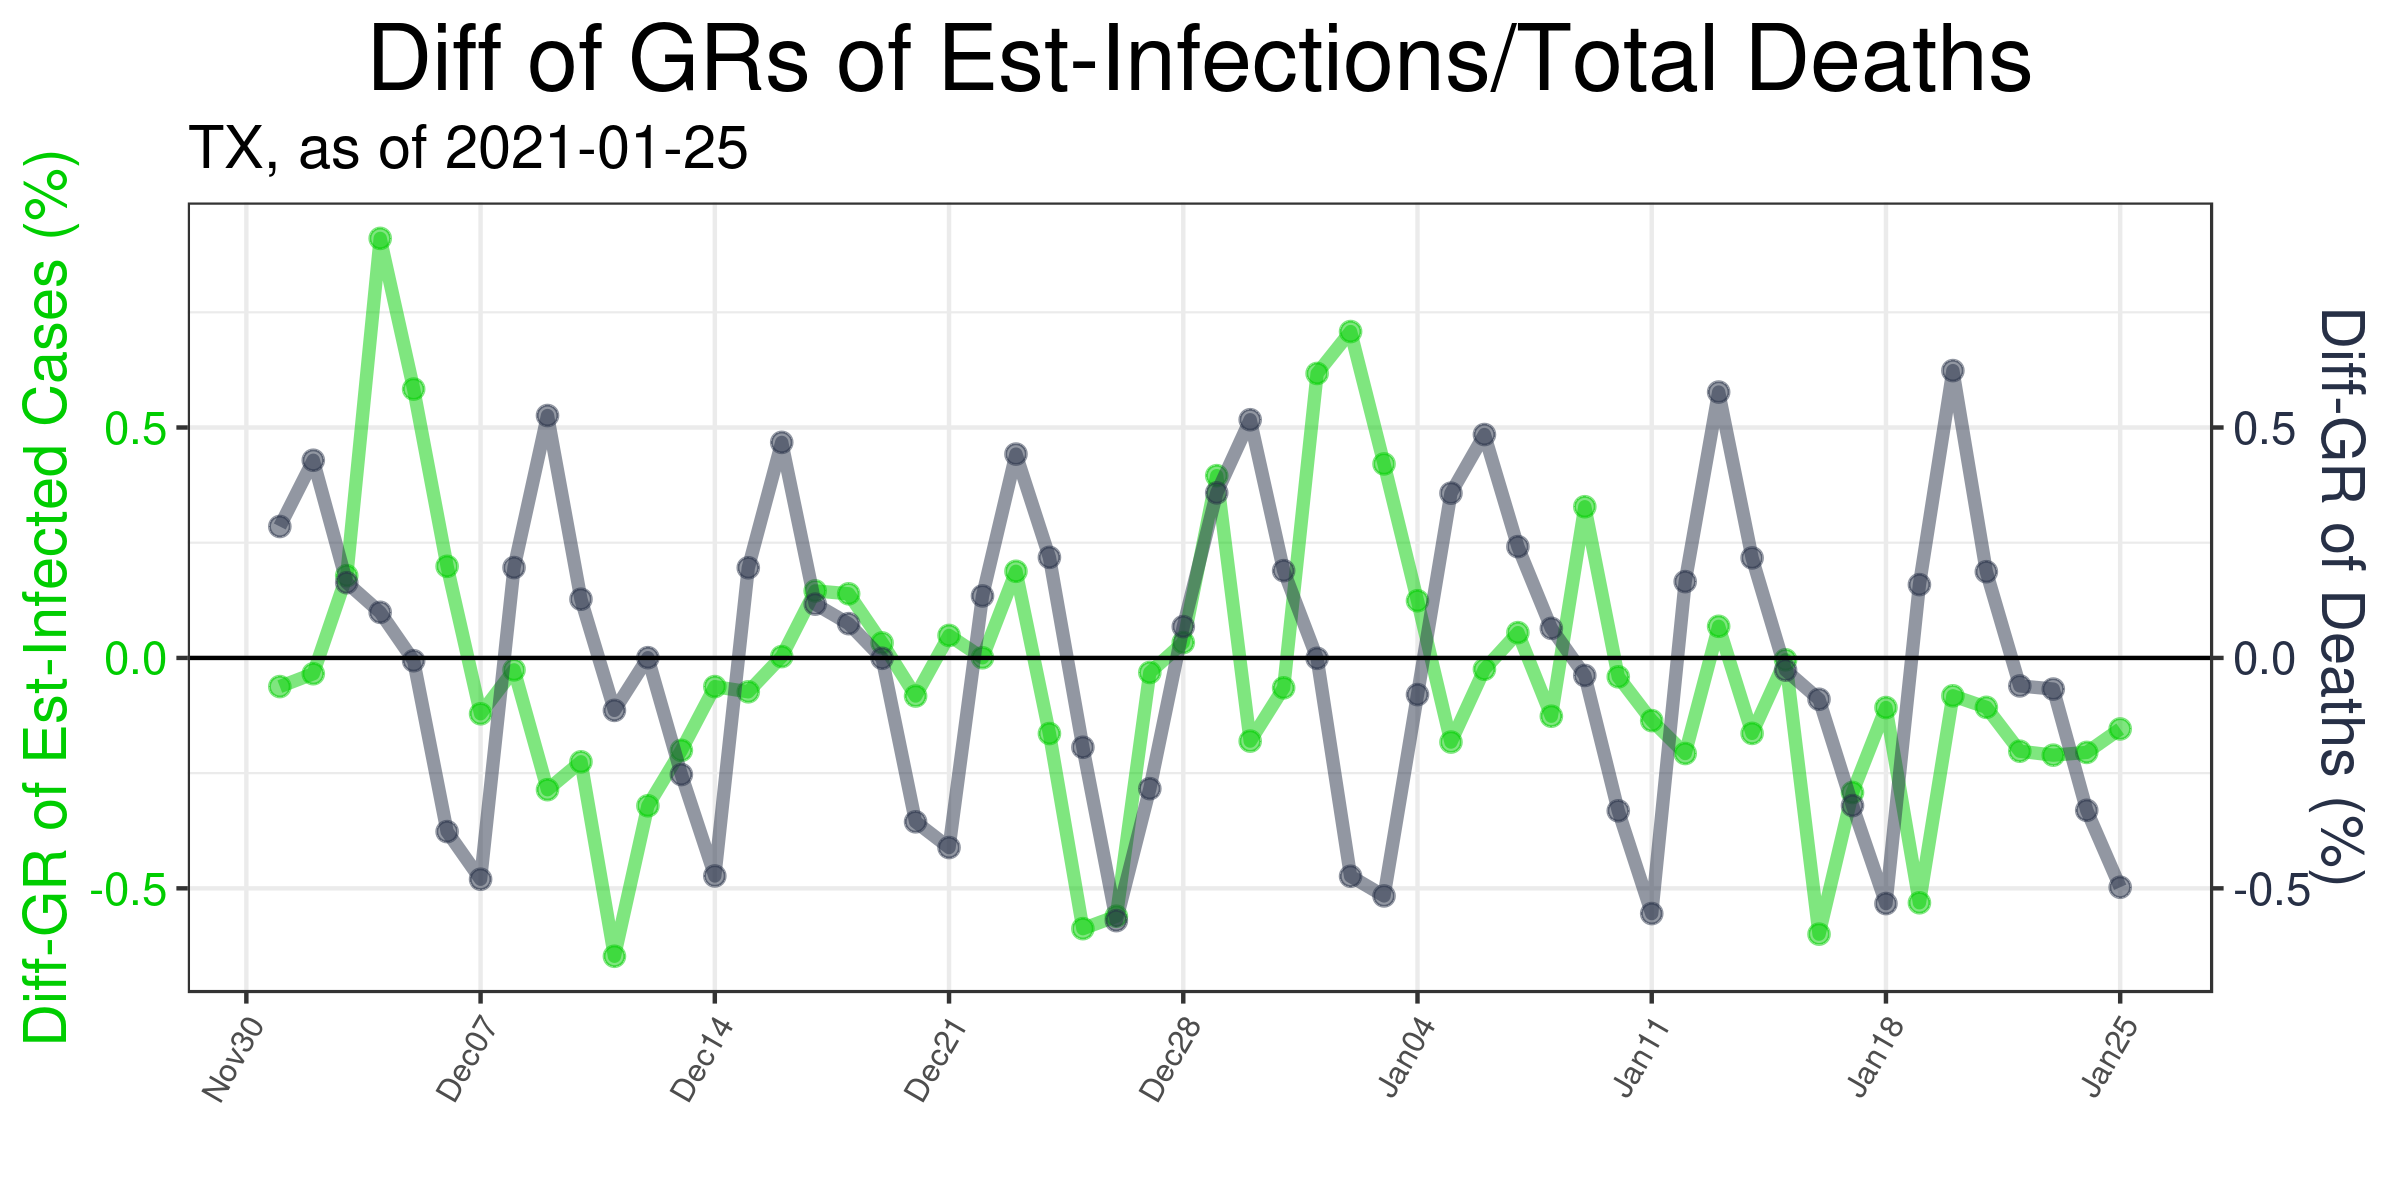 Diff of GRs of Est-Infections/Total Deaths
TX, as of 2021-01-25
Diff-GR of Est-Infected Cases (%)
0.5
0.0
-0.5
0.5
0.0
-0.5
Diff-GR of Deaths (%)
Nov30
Dec07
Dec14
Dec21
Dec28
Jan04
Jan11
Jan18
Jan25